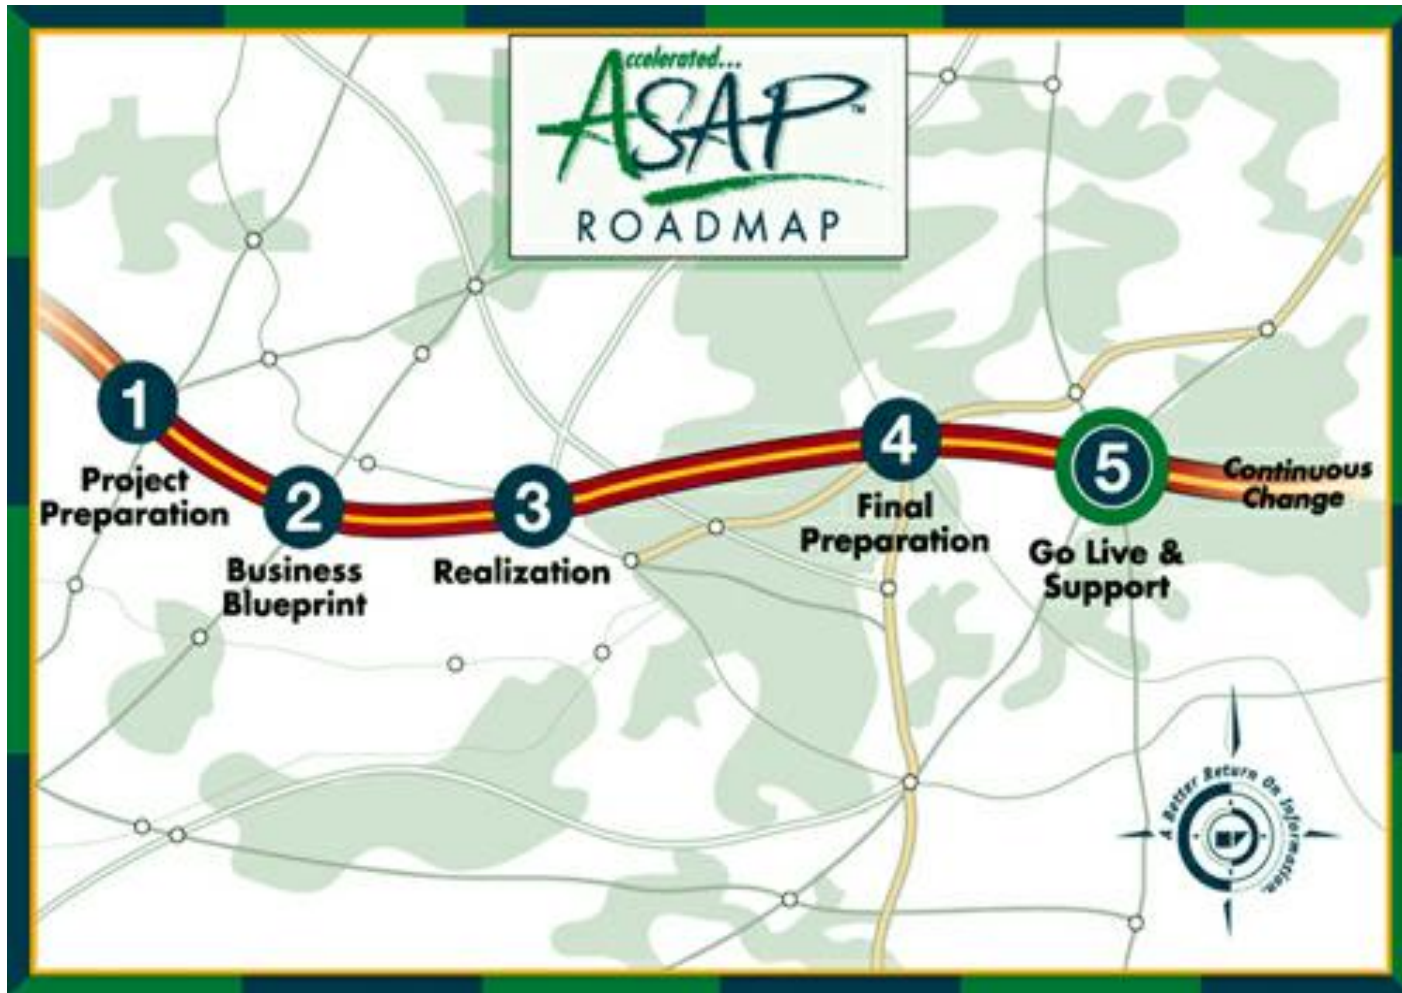 Accelerated...
ASAP™
ROADMAP
1
Project
Preparation
2
Business
Blueprint
3
Realization
4
Final
Preparation
5
Go Live &
Support
Continuous
Change
A Better Return On Information.